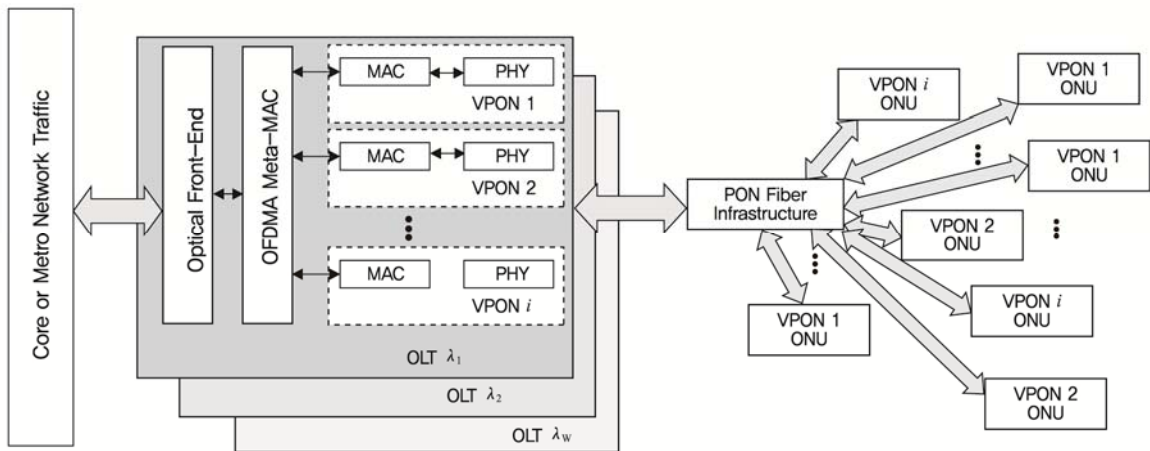 Core or Metro Network Traffic
Optical Front-End
OFDMA Meta-MAC
MAC
PHY
VPON 1
MAC
PHY
VPON 2
MAC
PHY
VPON i
OLT λ1
OLT λ2
OLT λW
PON Fiber
Infrastructure
VPON i
ONU
VPON 1
ONU
VPON 1
ONU
VPON 2
ONU
VPON i
ONU
VPON 1
ONU
VPON 2
ONU